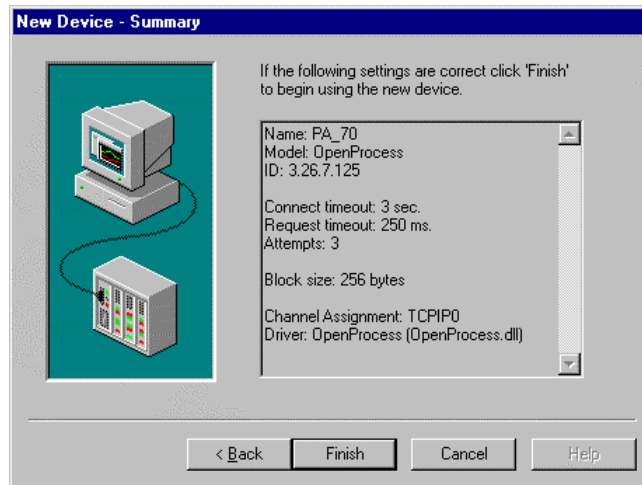 New Device - Summary
If the following settings are correct click 'Finish'
to begin using the new device.
Name: PA_70
Model: OpenProcess
ID: 3.26.7.125
Connect timeout: 3 sec.
Request timeout: 250 ms.
Attempts: 3
Block size: 256 bytes
Channel Assignment: TCPIP0
Driver: OpenProcess (OpenProcess.dll)
< Back
Finish
Cancel
Help